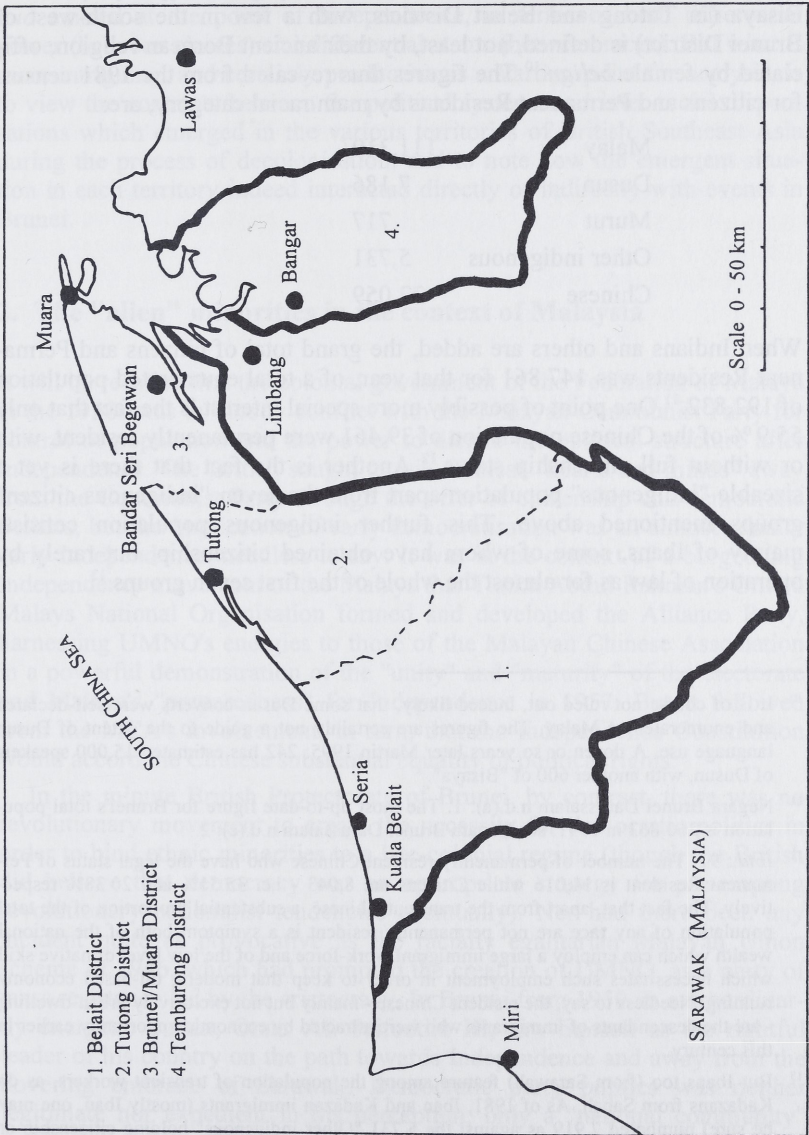 Muara
1. Belait District
2. Tutong District
3. Brunei-Muara District
4. Temburong District
SOUTH CHINA SEA
Bandar Seri Begawan
3.
Lawas
Tutong
Limbang
Bangar
2.
Seria
Kuala Belait
4.
1.
Miri
SARAWAK (MALAYSIA)
Scale 0 - 50 km